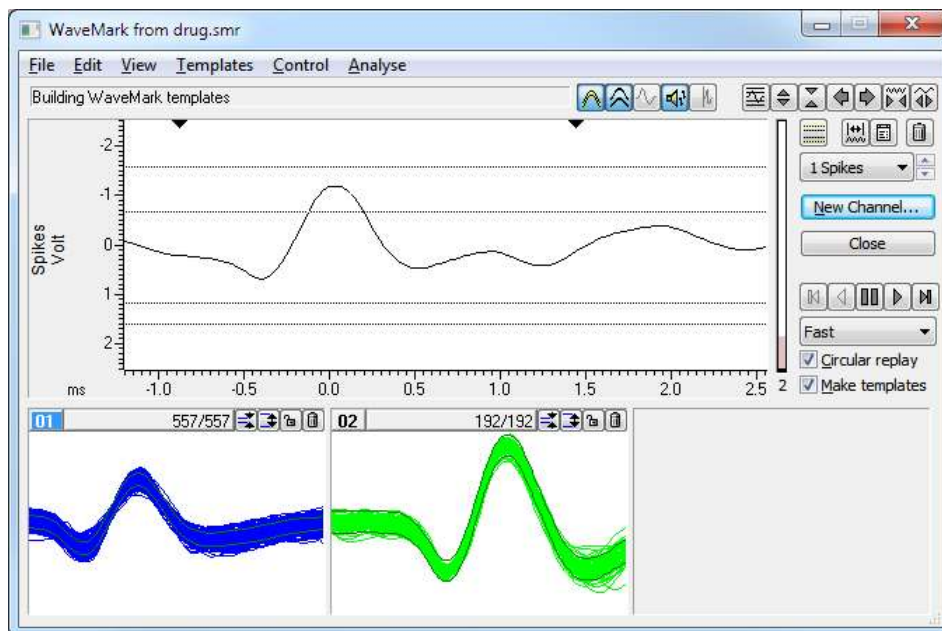 WaveMark from drug.smr
File Edit View Templates Control Analyse
Building WaveMark templates
Spikes
Volt
-2
-1
0
1
2
ms -1.0 -0.5 0.0 0.5 1.0 1.5 2.0 2.5 2
1 Spikes
New Channel...
Close
Fast
Circular replay
Make templates
01 557/557
02 192/192